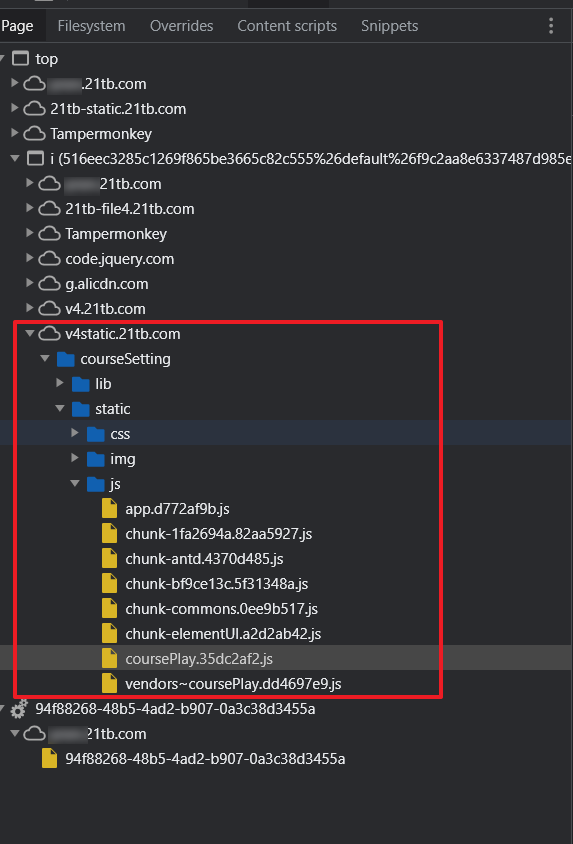 Page Filesystem Overrides Content scripts Snippets
top
.21tb.com
21tb-static.21tb.com
Tampermonkey
i (516eec3285c1269f865be3665c82c555%26default%26f9c2aa8e6337487d985e
21tb.com
21tb-file4.21tb.com
Tampermonkey
code.jquery.com
g.alicdn.com
v4.21tb.com
v4static.21tb.com
courseSetting
lib
static
css
img
js
app.d772af9b.js
chunk-1fa2694a.82aa5927.js
chunk-antd.4370d485.js
chunk-bf9ce13c.5f31348a.js
chunk-commons.0ee9b517.js
chunk-elementUI.a2d2ab42.js
coursePlay.35dc2af2.js
vendors~coursePlay.dd4697e9.js
94f88268-48b5-4ad2-b907-0a3c38d3455a
21tb.com
94f88268-48b5-4ad2-b907-0a3c38d3455a